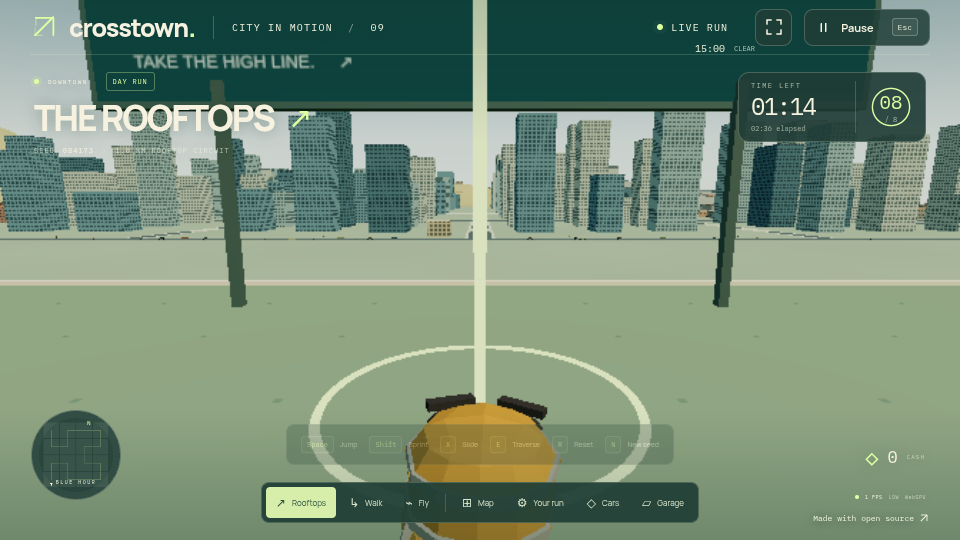 crosstown.
CITY IN MOTION / 09
LIVE RUN
Pause
Esc
15:00 CLEAR
TAKE THE HIGH LINE. ↗
DOWNTOWN
DAY RUN
THE ROOFTOPS ↗
TIME LEFT
01:14
02:36 elapsed
08
/ 8
N
BLUE HOUR
Space Jump Shift Sprint Slide E Traverse R Reset N New seed
0 CASH
Rooftops Walk Fly Map Your run Cars Garage
1 FPS LOW WebGPU
Made with open source